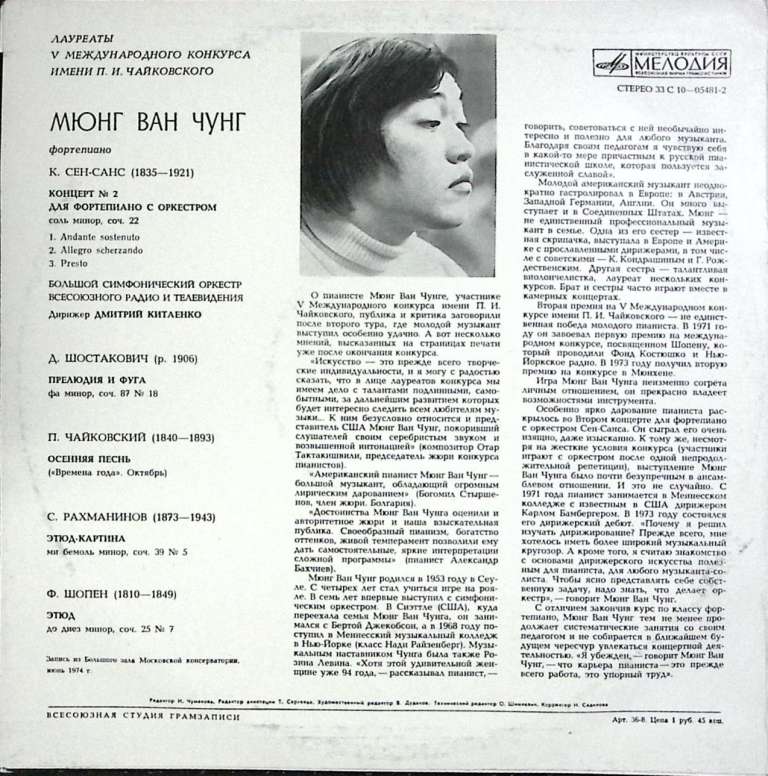 ЛАУРЕАТЫ
V МЕЖДУНАРОДНОГО КОНКУРСА
ИМЕНИ П. И. ЧАЙКОВСКОГО
МЮНГ ВАН ЧУНГ
фортепиано
К. СЕН-САНС (1835—1921)
КОНЦЕРТ № 2
ДЛЯ ФОРТЕПИАНО С ОРКЕСТРОМ
соль минор, соч. 22
1. Andante sostenuto
2. Allegro scherzando
3. Presto
БОЛЬШОЙ СИМФОНИЧЕСКИЙ ОРКЕСТР
ВСЕСОЮЗНОГО РАДИО И ТЕЛЕВИДЕНИЯ
Дирижер ДМИТРИЙ КИТАЕНКО
Д. ШОСТАКОВИЧ (р. 1906)
ПРЕЛЮДИЯ И ФУГА
фа минор, соч. 87 № 18
П. ЧАЙКОВСКИЙ (1840—1893)
ОСЕННЯЯ ПЕСНЬ
(«Времена года». Октябрь)
С. РАХМАНИНОВ (1873—1943)
ЭТЮД-КАРТИНА
ми бемоль минор, соч. 39 № 5
Ф. ШОПЕН (1810—1849)
ЭТЮД
до диез минор, соч. 25 № 7
Запись из Большого зала Московской консерватории,
июнь 1974 г.
О пианисте Мюнг Ван Чунге, участнике
V Международного конкурса имени П. И.
Чайковского, публика и критика заговорили
после второго тура, где молодой музыкант
выступил особенно удачно. А вот несколько
мнений, высказанных на страницах печати
уже после окончания конкурса.
«Искусство — это прежде всего творче-
ские индивидуальности, и я могу с радостью
сказать, что в лице лауреатов конкурса мы
имеем дело с талантами подлинными, само-
бытными, за дальнейшим развитием которых
будет интересно следить всем любителям му-
зыки... К ним безусловно относится и пред-
ставитель США Мюнг Ван Чунг, покоривший
слушателей своим серебристым звуком и
возвышенной интонацией» (композитор Отар
Тактакишвили, председатель жюри конкурса
пианистов).
«Американский пианист Мюнг Ван Чунг —
большой музыкант, обладающий огромным
лирическим дарованием» (Богомил Стырше-
нов, член жюри. Болгария).
«Достоинства Мюнг Ван Чунга оценили и
авторитетное жюри и наша взыскательная
публика. Своеобразный пианизм, богатство
оттенков, живой темперамент позволили ему
дать самостоятельные, яркие интерпретации
сложной программы» (пианист Александр
Бахчиев).
Мюнг Ван Чунг родился в 1953 году в Сеу-
ле. С четырех лет стал учиться игре на роя-
ле. В семь лет впервые выступил с симфони-
ческим оркестром. В Сиэттле (США), куда
переехала семья Мюнг Ван Чунга, он зани-
мался с Бертой Джекобсон, а в 1968 году по-
ступил в Меннесский музыкальный колледж
в Нью-Йорке (класс Нади Райзенберг). Музы-
кальным наставником Чунга была также Ро-
зина Левина. «Хотя этой удивительной жен-
щине уже 94 года, — рассказывал пианист, —
МИНИСТЕРСТВО КУЛЬТУРЫ СССР
МЕЛОДИЯ
ВСЕСОЮЗНАЯ ФИРМА ГРАМПЛАСТИНОК
СТЕРЕО 33 С 10—05481-2
говорить, советоваться с ней необычайно ин-
тересно и полезно для любого музыканта.
Благодаря своим педагогам я чувствую себя
в какой-то мере причастным к русской пиа-
нистической школе, которая пользуется за-
служенной славой».
Молодой американский музыкант неодно-
кратно гастролировал в Европе: в Австрии,
Западной Германии, Англии. Он много вы-
ступает и в Соединенных Штатах. Мюнг —
не единственный профессиональный музы-
кант в семье. Одна из его сестер — извест-
ная скрипачка, выступала в Европе и Амери-
ке с прославленными дирижерами, в том чис-
ле с советскими — К. Кондрашиным и Г. Рож-
дественским. Другая сестра — талантливая
виолончелистка, лауреат нескольких кон-
курсов. Брат и сестры часто играют вместе в
камерных концертах.
Вторая премия на V Международном кон-
курсе имени П. И. Чайковского — не единст-
венная победа молодого пианиста. В 1971 го-
ду он завоевал первую премию на междуна-
родном конкурсе, посвященном Шопену, ко-
торый проводили Фонд Костюшко и Нью-
Йоркское радио. В 1973 году получил вторую
премию на конкурсе в Мюнхене.
Игра Мюнг Ван Чунга неизменно согрета
личным отношением, он прекрасно владеет
возможностями инструмента.
Особенно ярко дарование пианиста рас-
крылось во Втором концерте для фортепиано
с оркестром Сен-Санса. Он сыграл его очень
изящно, даже изысканно. К тому же, несмот-
ря на жесткие условия конкурса (участники
играют с оркестром после одной непродол-
жительной репетиции), выступление Мюнг
Ван Чунга было почти безупречным в ансам-
блевом отношении. И это не случайно. С
1971 года пианист занимается в Меннесском
колледже с известным в США дирижером
Карлом Бамбергером. В 1973 году состоялся
его дирижерский дебют. «Почему я решил
изучать дирижирование? Прежде всего, мне
хотелось иметь более широкий музыкальный
кругозор. А кроме того, я считаю знакомство
с основами дирижерского искусства полез-
ным для пианиста, для любого музыканта-со-
листа. Чтобы ясно представлять себе собст-
венную задачу, надо знать, что делает ор-
кестр», — говорит Мюнг Ван Чунг.
С отличием закончив курс по классу фор-
тепиано, Мюнг Ван Чунг тем не менее про-
должает систематические занятия со своим
педагогом и не собирается в ближайшем бу-
дущем чересчур увлекаться концертной дея-
тельностью. «Я убежден,—говорит Мюнг Ван
Чунг,—что карьера пианиста—это прежде
всего работа, это упорный труд».
Редактор И. Чумакова, Редактор аннотации Т. Сергеева, Художественный редактор В. Технический редактор О. Корректор И. Садикова
ВСЕСОЮЗНАЯ СТУДИЯ ГРАМЗАПИСИ
Арт. 36-8. Цена 1 руб. 45 коп.